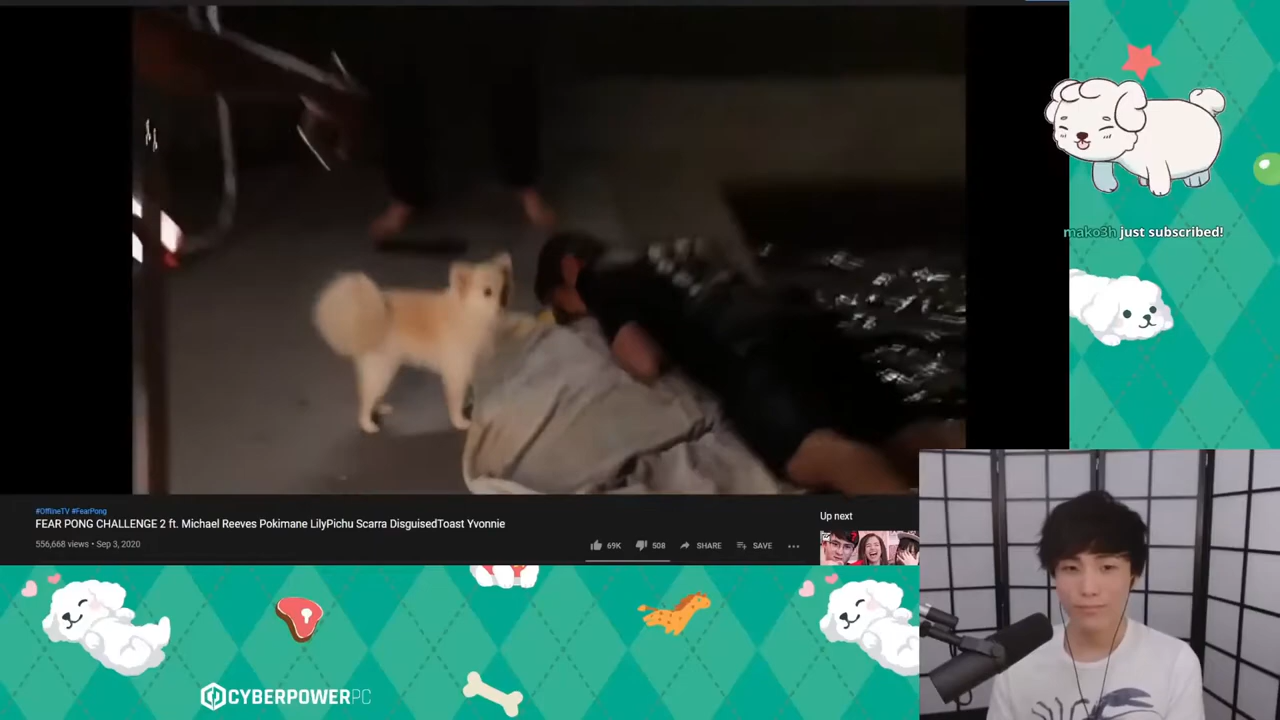 mako3h just subscribed!
#OfflineTV #FearPong
FEAR PONG CHALLENGE 2 ft. Michael Reeves Pokimane LilyPichu Scarra DisguisedToast Yvonnie
556,668 views • Sep 3, 2020
69K 508 SHARE SAVE
Up next
CYBERPOWERPC